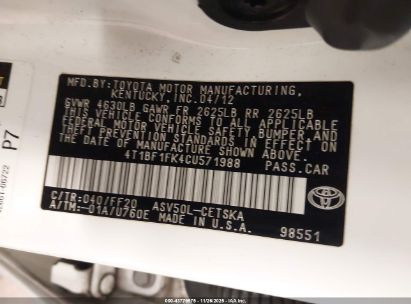 MFD.BY:TOYOTA MOTOR MANUFACTURING,
KENTUCKY,INC.04/12
GVWR 4630LB GAWR FR 2625LB RR 2625LB
THIS VEHICLE CONFORMS TO ALL APPLICABLE
FEDERAL MOTOR VEHICLE SAFETY, BUMPER,
AND THEFT PREVENTION STANDARDS IN EFFECT
ON THE DATE OF MANUFACTURE SHOWN ABOVE.
4T1BF1FK4CU571988
PASS.CAR
C/TR:040/FF20 ASV50L-CETSKA
A/TM:-01A/U760E MADE IN U.S.A.
TOYOTA
98551
P7